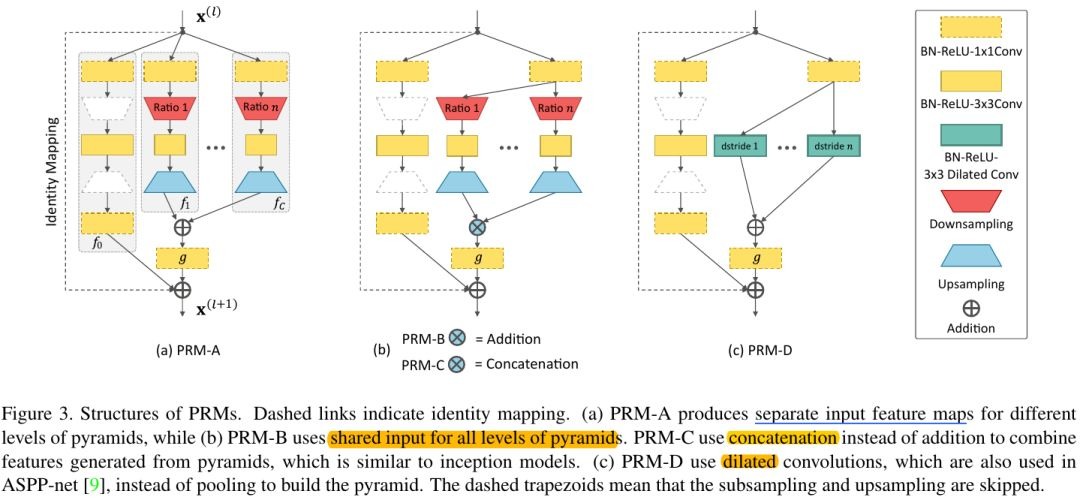 x^(l)
Identity Mapping
Ratio 1
Ratio n
...
f_0
f_1
f_C
g
x^(l+1)
(a) PRM-A
Ratio 1
Ratio n
...
g
(b)
PRM-B ⊗ = Addition
PRM-C ⊗ = Concatenation
dstride 1
...
dstride n
g
(c) PRM-D
BN-ReLU-1x1Conv
BN-ReLU-3x3Conv
BN-ReLU-
3x3 Dilated Conv
Downsampling
Upsampling
Addition
Figure 3. Structures of PRMs. Dashed links indicate identity mapping. (a) PRM-A produces separate input feature maps for different
levels of pyramids, while (b) PRM-B uses shared input for all levels of pyramids. PRM-C use concatenation instead of addition to combine
features generated from pyramids, which is similar to inception models. (c) PRM-D use dilated convolutions, which are also used in
ASPP-net [9], instead of pooling to build the pyramid. The dashed trapezoids mean that the subsampling and upsampling are skipped.